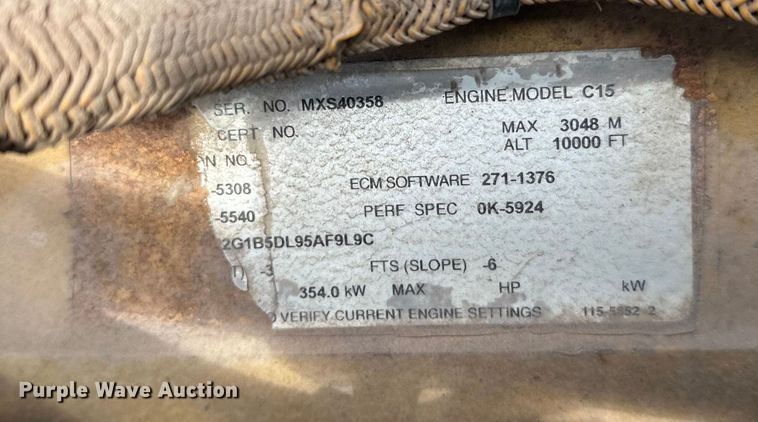 SER. NO. MXS40358 ENGINE MODEL C15
CERT NO. MAX 3048 M
ALT 10000 FT
N NO.
-5308 ECM SOFTWARE 271-1376
-5540 PERF SPEC 0K-5924
2G1B5DL95AF9L9C
-3 FTS (SLOPE) -6
354.0 kW MAX HP kW
VERIFY CURRENT ENGINE SETTINGS
Purple Wave Auction